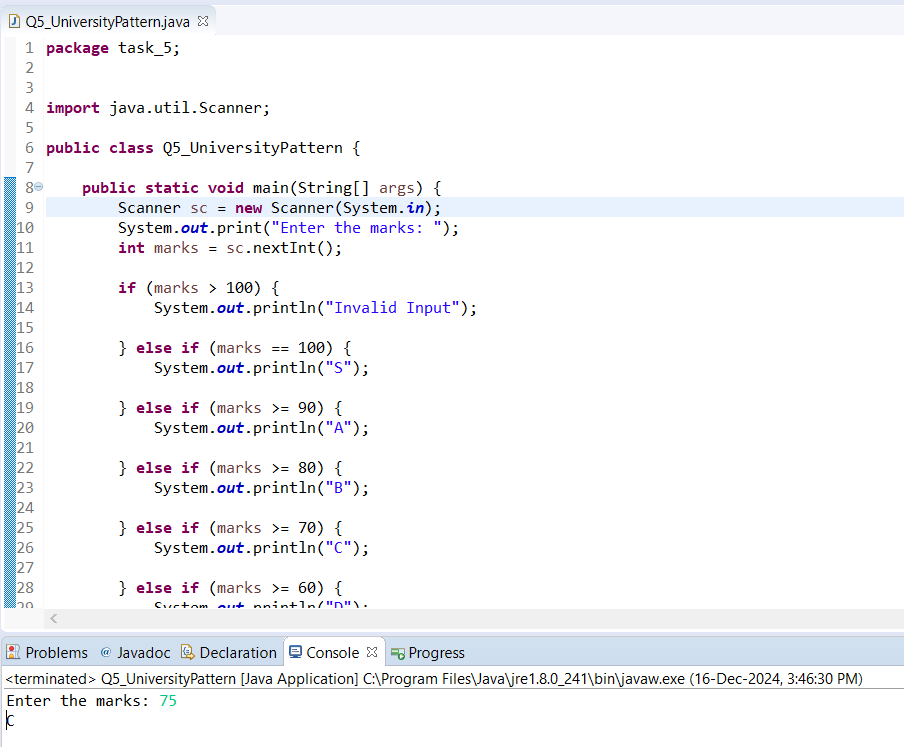 Q5_UniversityPattern.java
1 package task_5;
2
3
4 import java.util.Scanner;
5
6 public class Q5_UniversityPattern {
7
8     public static void main(String[] args) {
9         Scanner sc = new Scanner(System.in);
10         System.out.print("Enter the marks: ");
11         int marks = sc.nextInt();
12
13         if (marks > 100) {
14             System.out.println("Invalid Input");
15
16         } else if (marks == 100) {
17             System.out.println("S");
18
19         } else if (marks >= 90) {
20             System.out.println("A");
21
22         } else if (marks >= 80) {
23             System.out.println("B");
24
25         } else if (marks >= 70) {
26             System.out.println("C");
27
28         } else if (marks >= 60) {
29             System.out.println("D");
Problems @ Javadoc Declaration Console Progress
<terminated> Q5_UniversityPattern [Java Application] C:\Program Files\Java\jre1.8.0_241\bin\javaw.exe (16-Dec-2024, 3:46:30 PM)
Enter the marks: 75
C